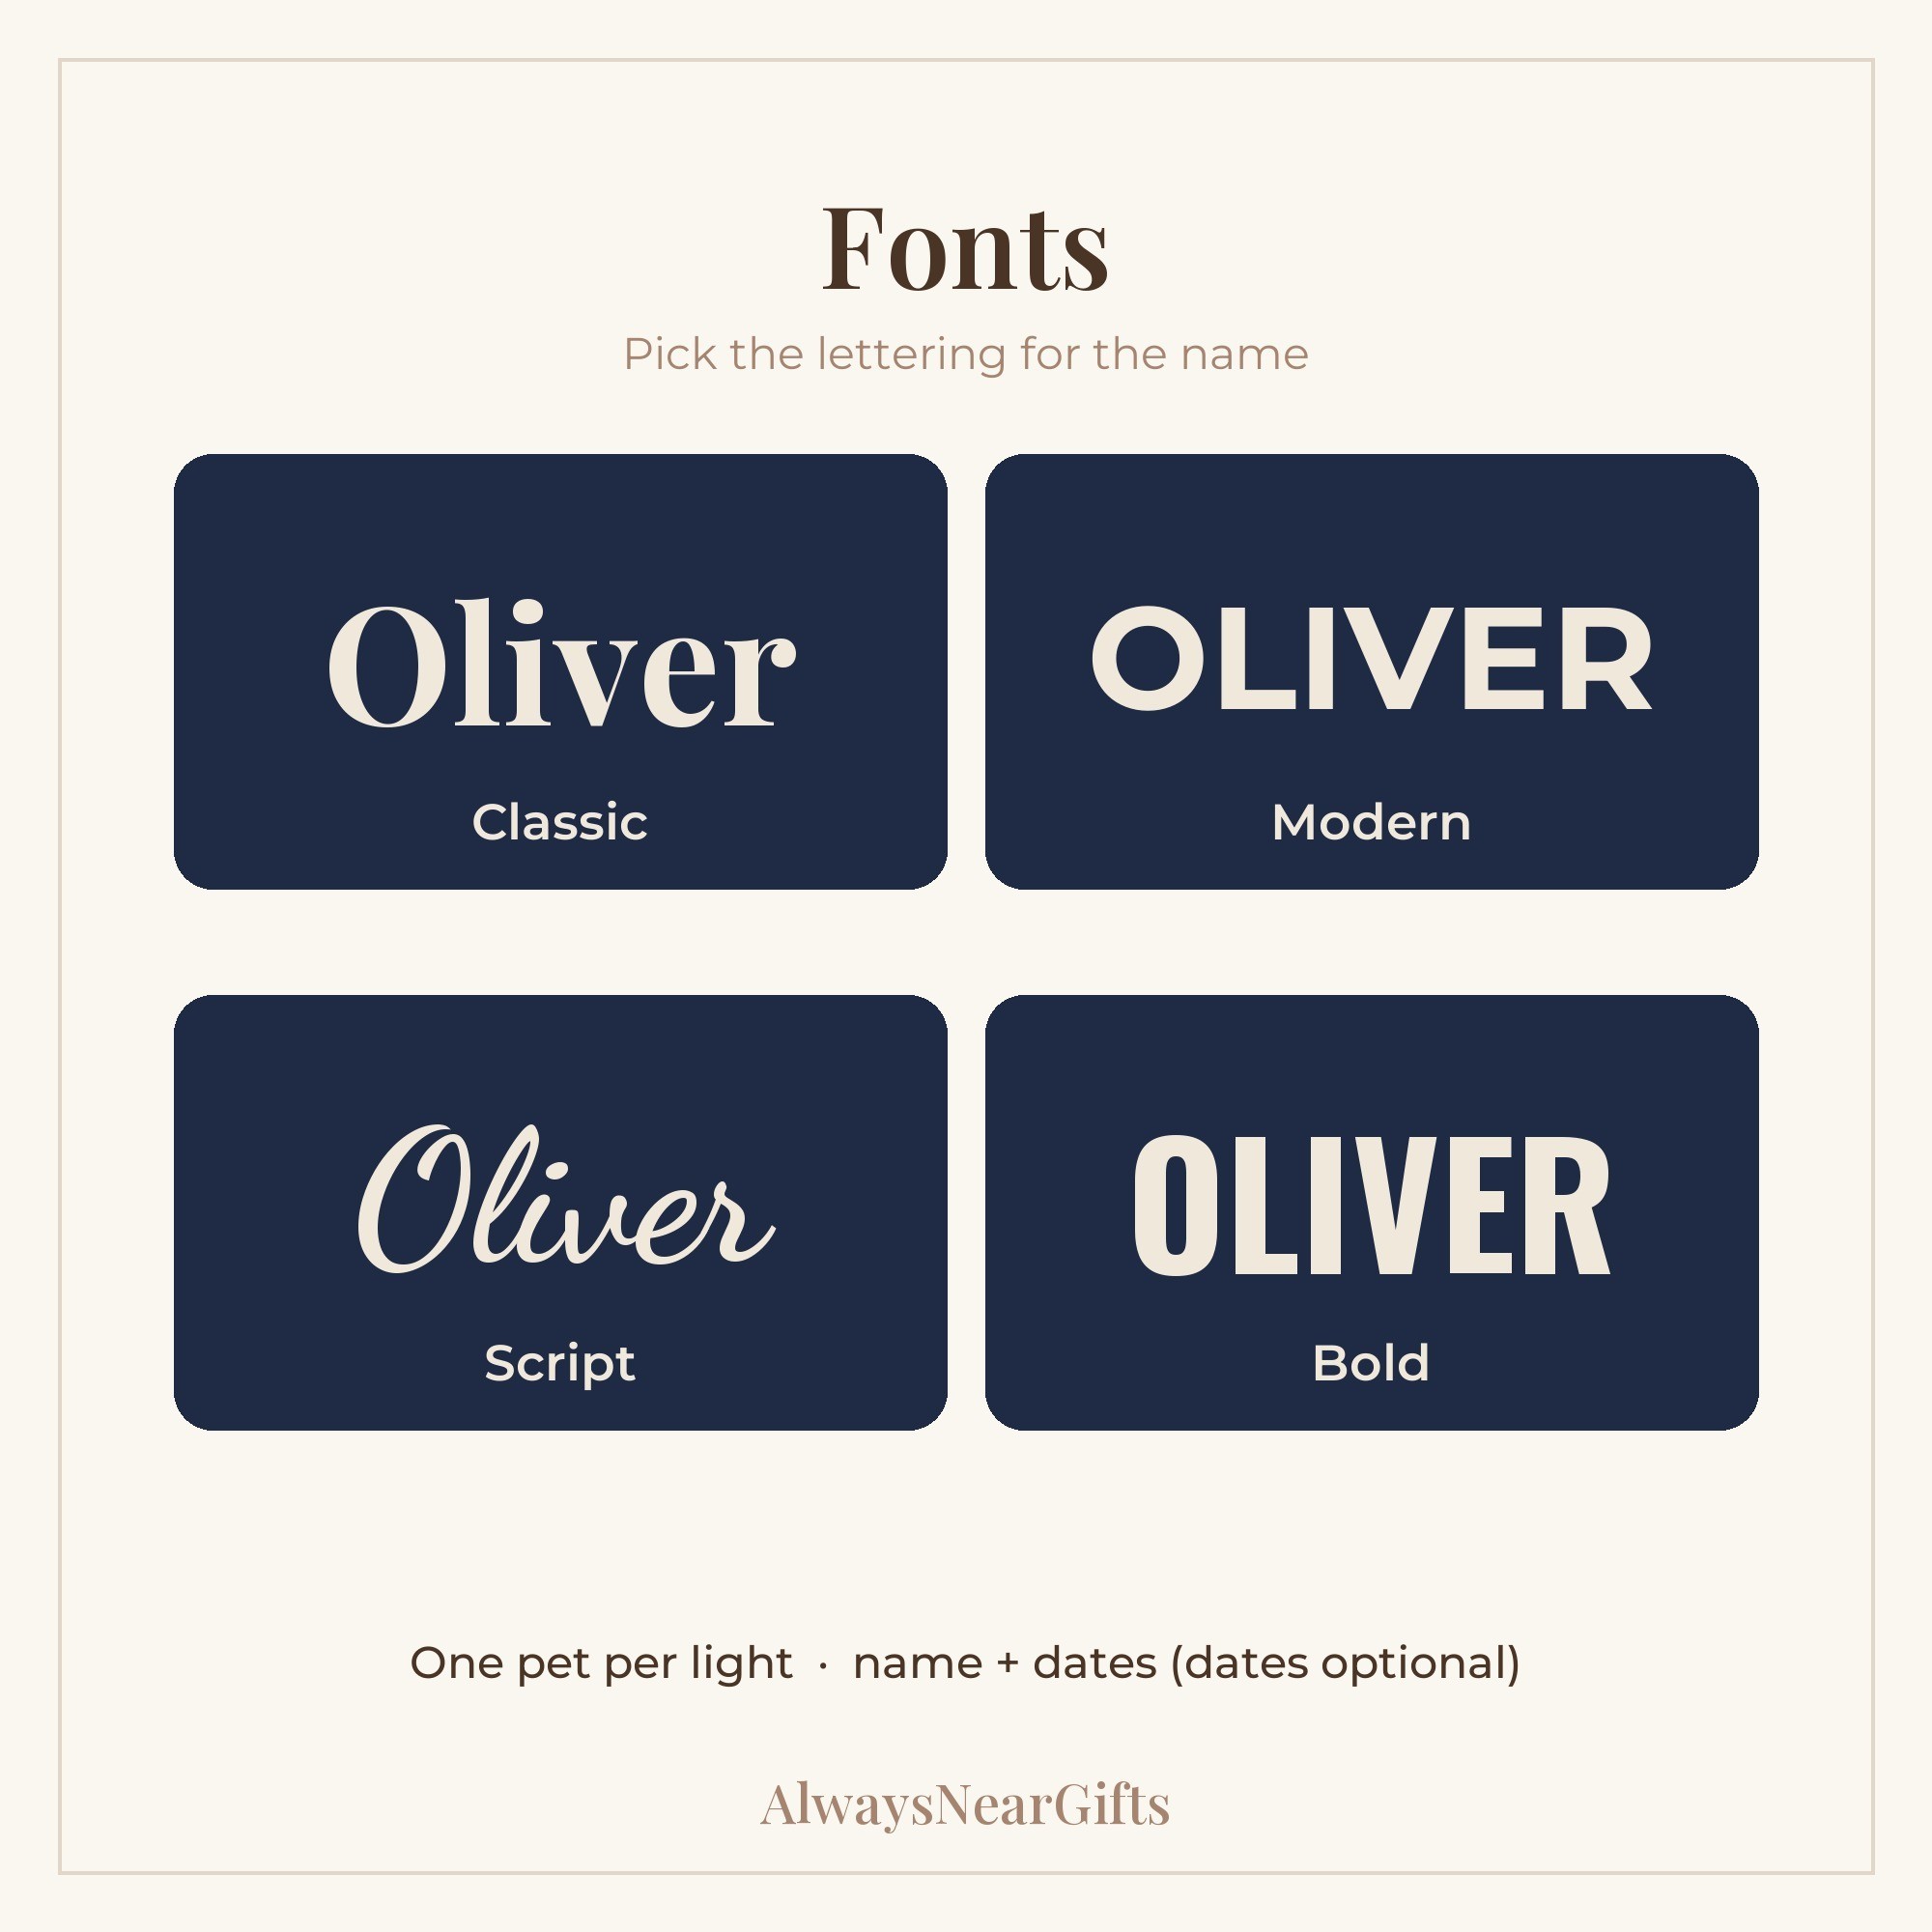 Fonts
Pick the lettering for the name
Oliver
Classic
OLIVER
Modern
Oliver
Script
OLIVER
Bold
One pet per light · name + dates (dates optional)
AlwaysNearGifts